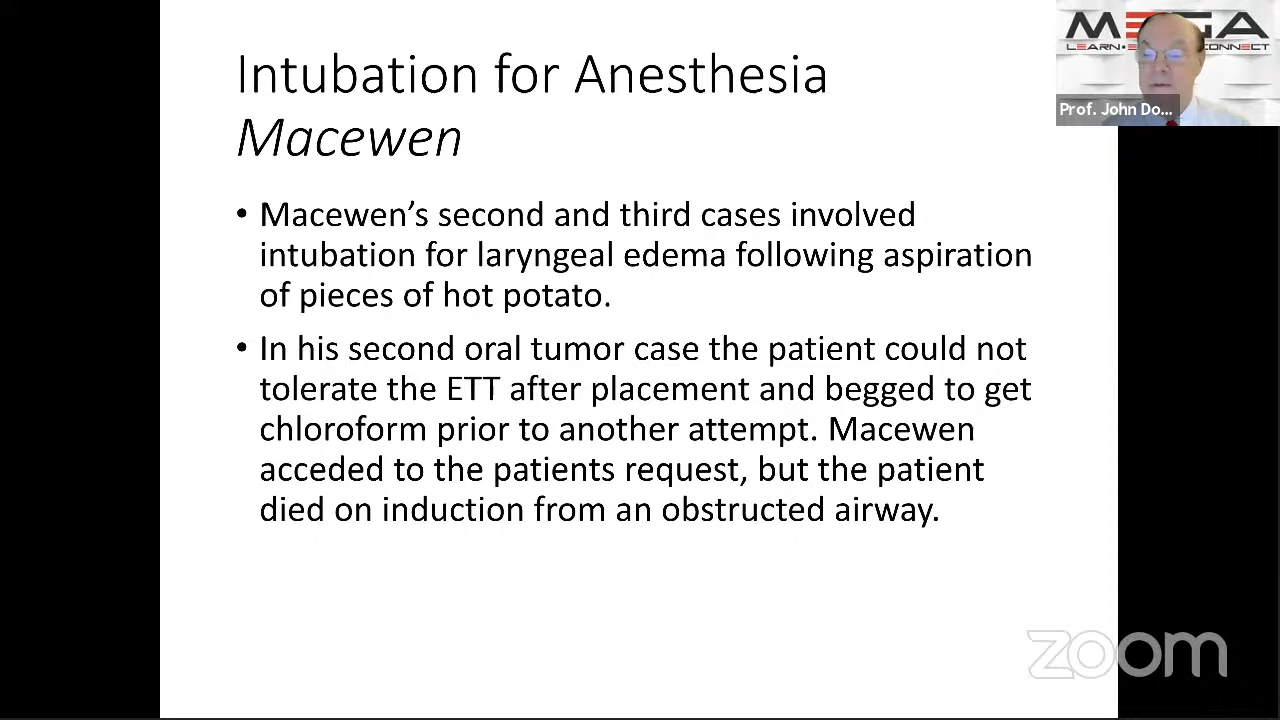 Intubation for Anesthesia
Macewen
• Macewen’s second and third cases involved
intubation for laryngeal edema following aspiration
of pieces of hot potato.
• In his second oral tumor case the patient could not
tolerate the ETT after placement and begged to get
chloroform prior to another attempt. Macewen
acceded to the patients request, but the patient
died on induction from an obstructed airway.
Prof. John Do...
zoom